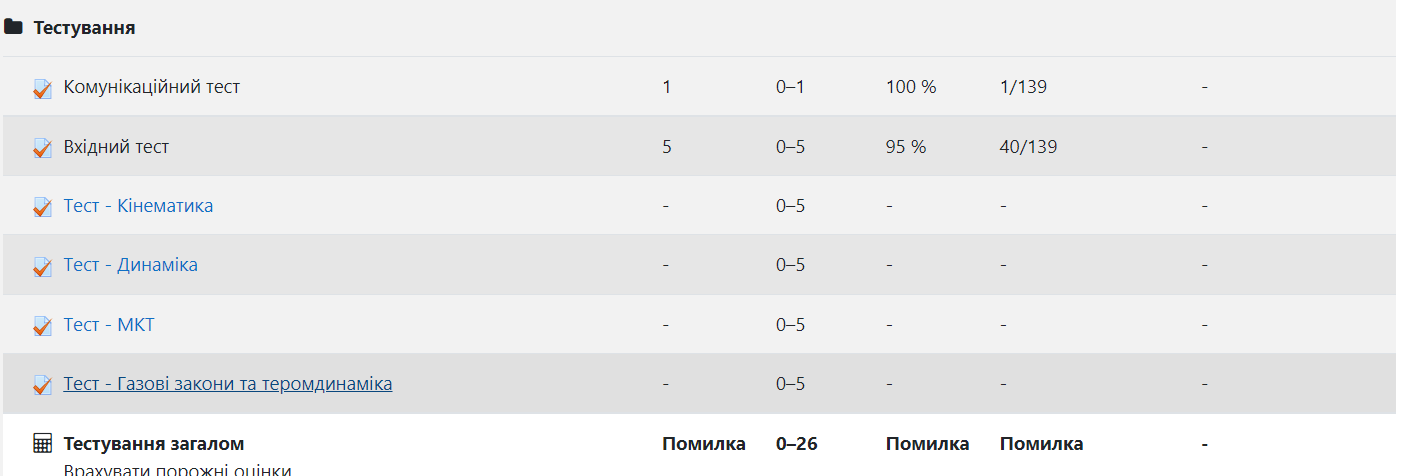 Тестування
Комунікаційний тест 1 0–1 100 % 1/139 -
Вхідний тест 5 0–5 95 % 40/139 -
Тест - Кінематика - 0–5 - - -
Тест - Динаміка - 0–5 - - -
Тест - МКТ - 0–5 - - -
Тест - Газові закони та теромдинаміка - 0–5 - - -
Тестування загалом Помилка 0–26 Помилка Помилка -
Врахувати порожні оцінки